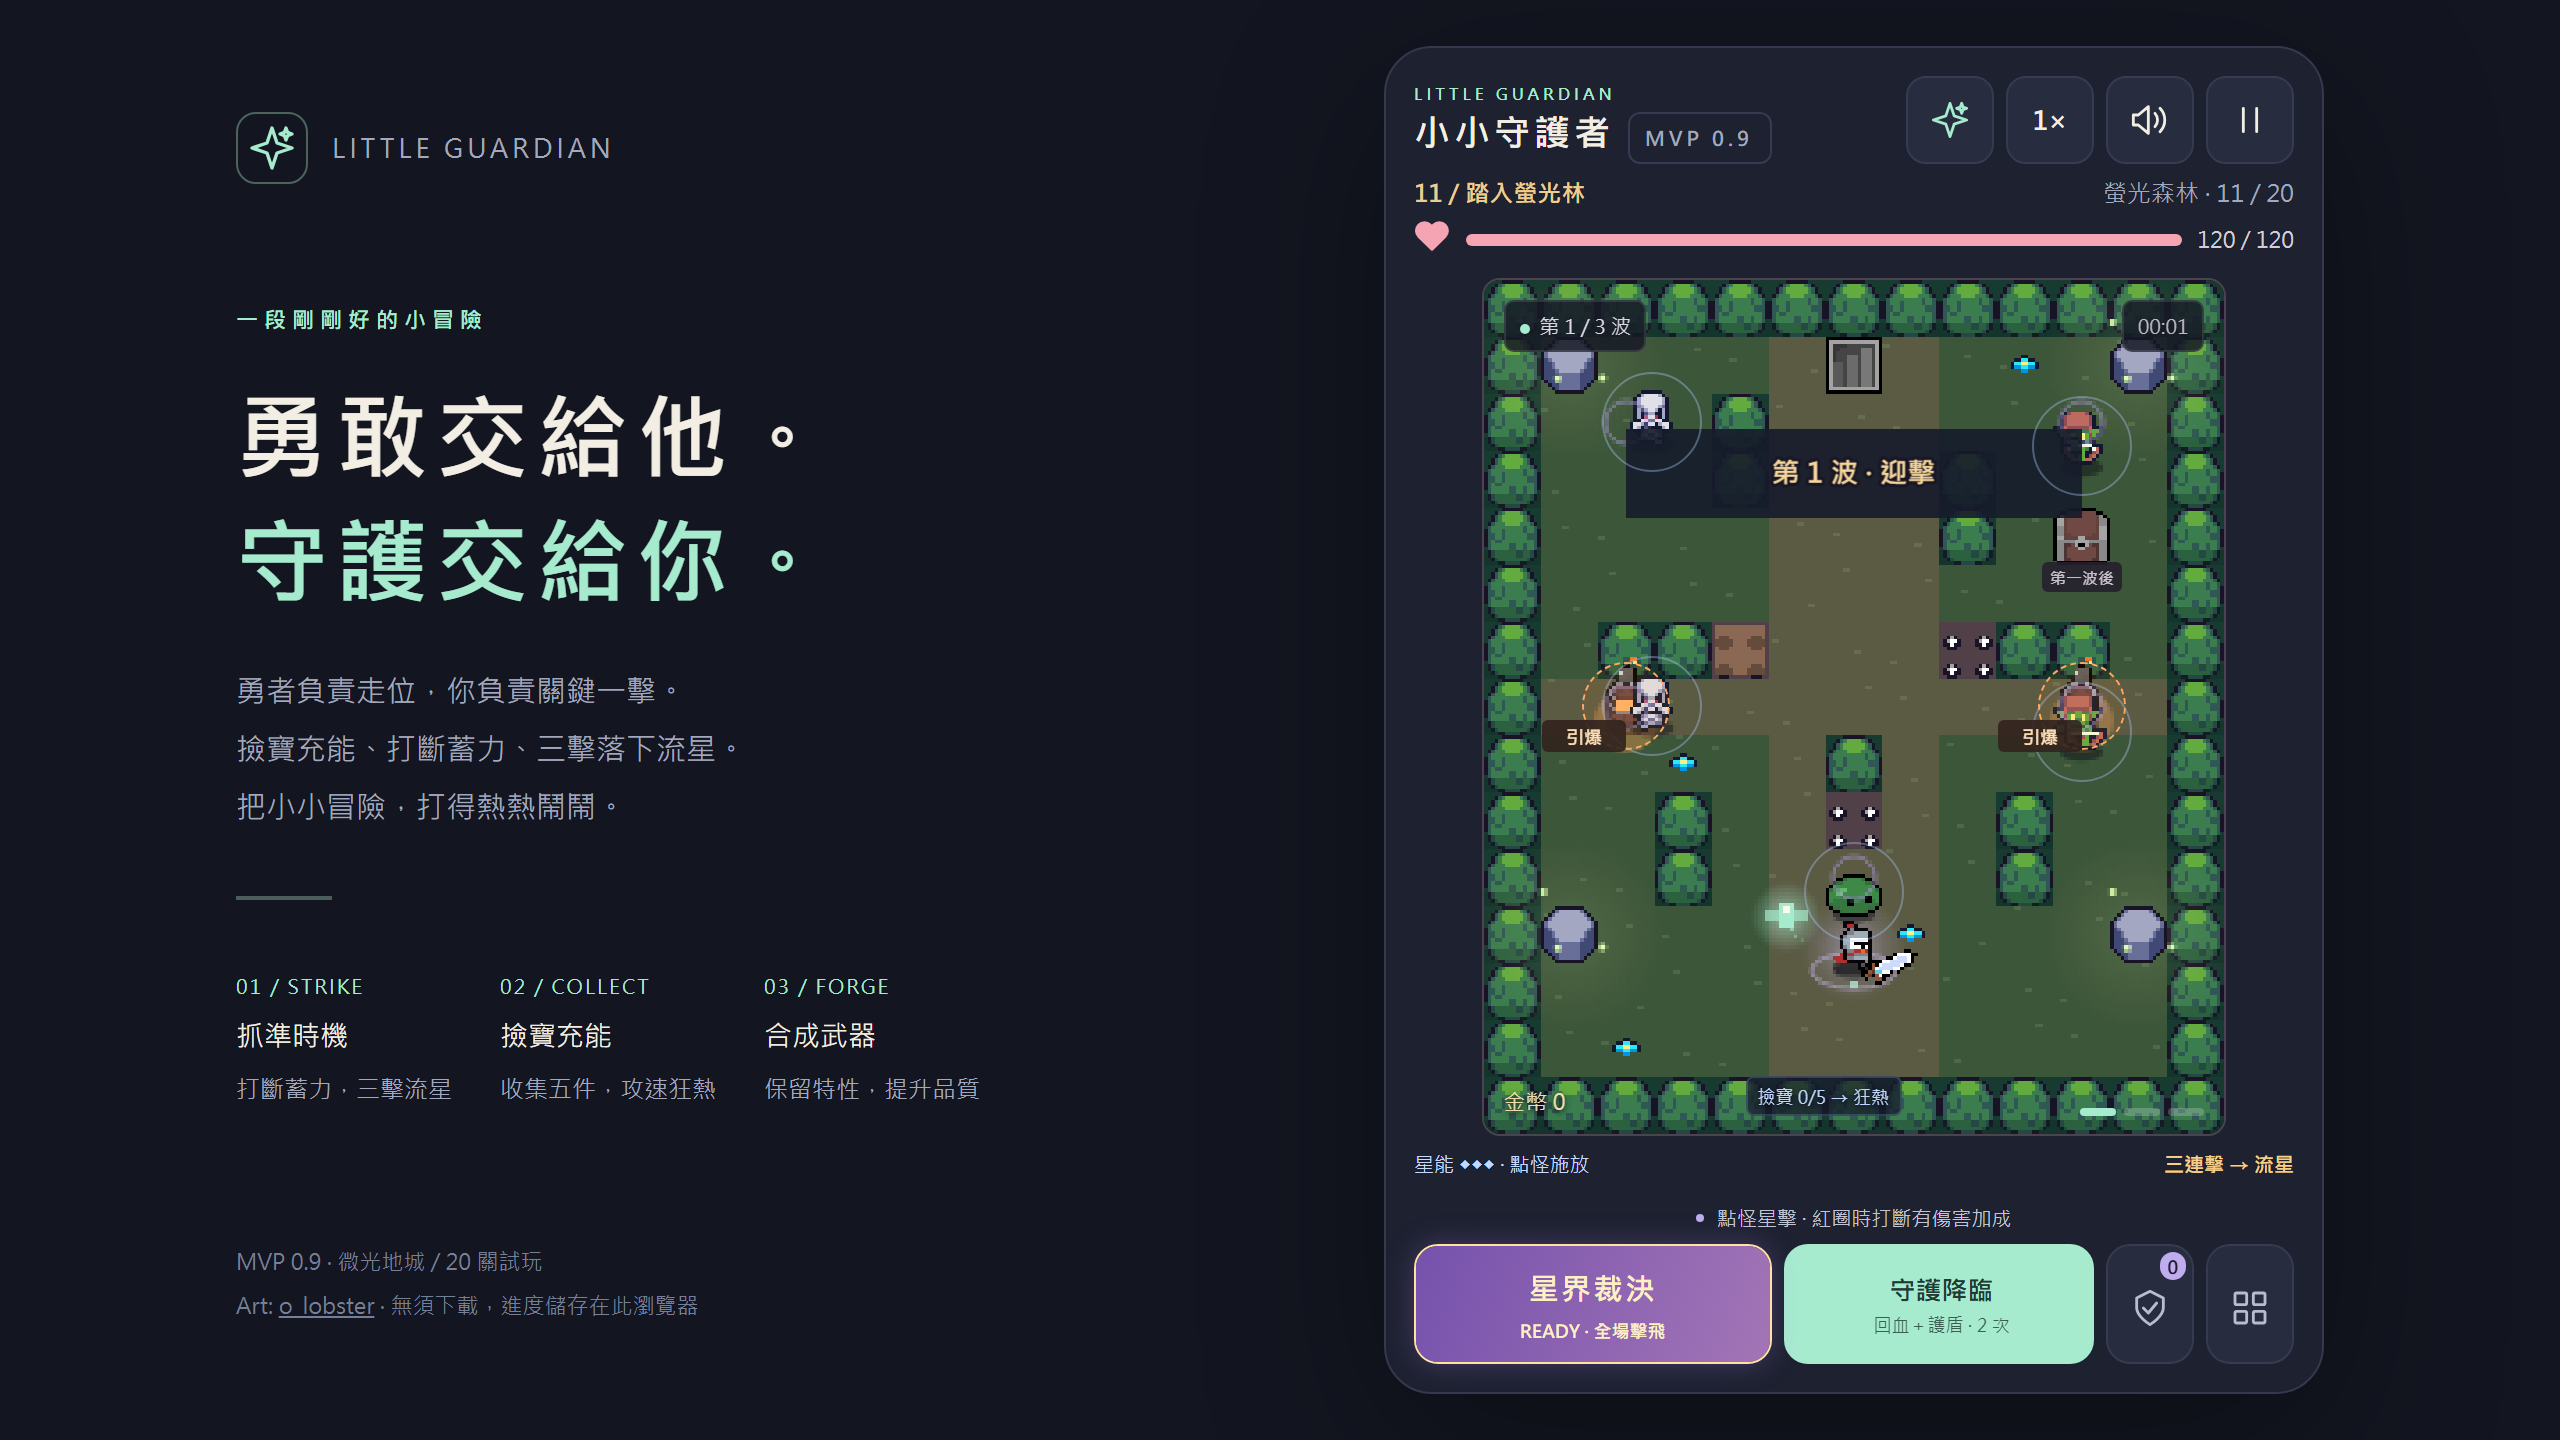 LITTLE GUARDIAN
一段剛剛好的小冒險
勇敢交給他。
守護交給你。
勇者負責走位，你負責關鍵一擊。
撿寶充能、打斷蓄力、三擊落下流星。
把小小冒險，打得熱熱鬧鬧。
01 / STRIKE
抓準時機
打斷蓄力，三擊流星
02 / COLLECT
撿寶充能
收集五件，攻速狂熱
03 / FORGE
合成武器
保留特性，提升品質
MVP 0.9 · 微光地城 / 20 關試玩
Art: o_lobster · 無須下載，進度儲存在此瀏覽器
LITTLE GUARDIAN
小小守護者 MVP 0.9
1×
11 / 踏入螢光林
螢光森林 · 11 / 20
120 / 120
第 1 / 3 波
00:01
第 1 波 · 迎擊
第一波後
引爆
引爆
金幣 0
撿寶 0/5 → 狂熱
星能 ◆◆◆ · 點怪施放
三連擊 → 流星
點怪星擊 · 紅圈時打斷有傷害加成
星界裁決
READY · 全場擊飛
守護降臨
回血 + 護盾 · 2 次
0